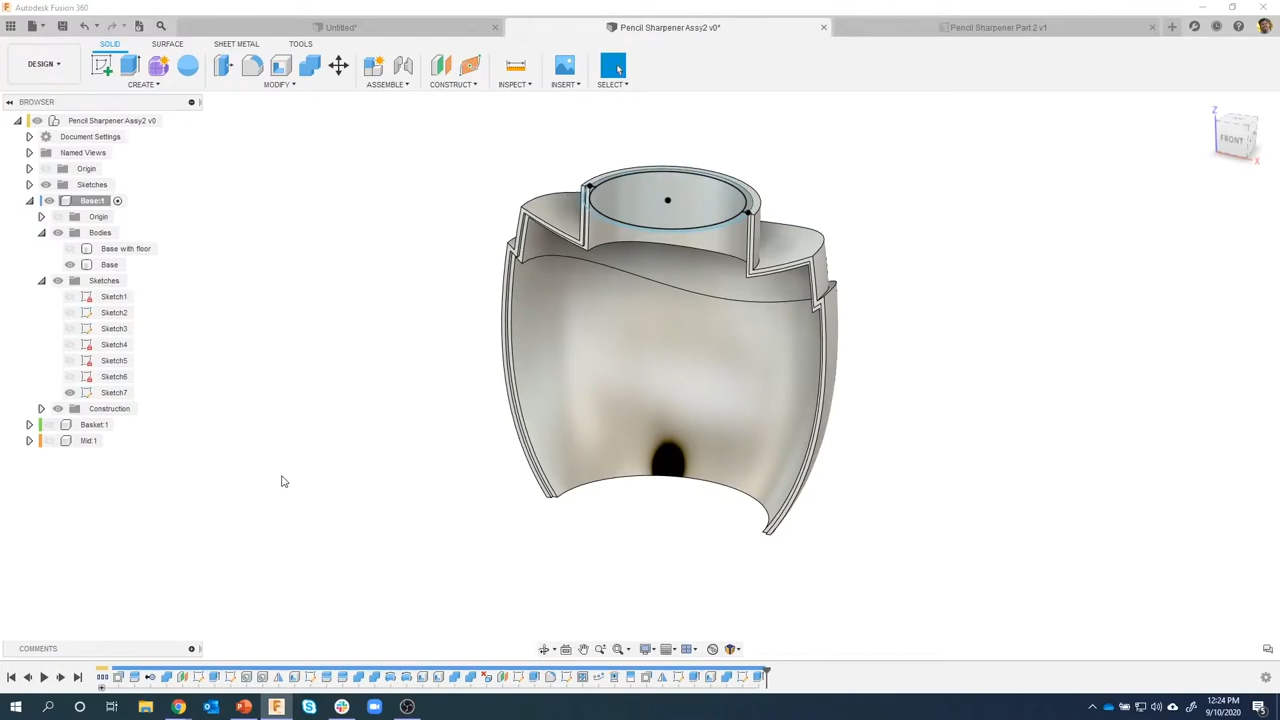 Autodesk Fusion 360
Untitled*
Pencil Sharpener Assy2 v0*
Pencil Sharpener Part 2 v1
SOLID
SURFACE
SHEET METAL
TOOLS
DESIGN
CREATE
MODIFY
ASSEMBLE
CONSTRUCT
INSPECT
INSERT
SELECT
BROWSER
Pencil Sharpener Assy2 v0
Document Settings
Named Views
Origin
Sketches
Base:1
Origin
Bodies
Base with floor
Base
Sketches
Sketch1
Sketch2
Sketch3
Sketch4
Sketch5
Sketch6
Sketch7
Construction
Basket:1
Mid:1
Z
FRONT
X
COMMENTS
12:24 PM
9/10/2020
5